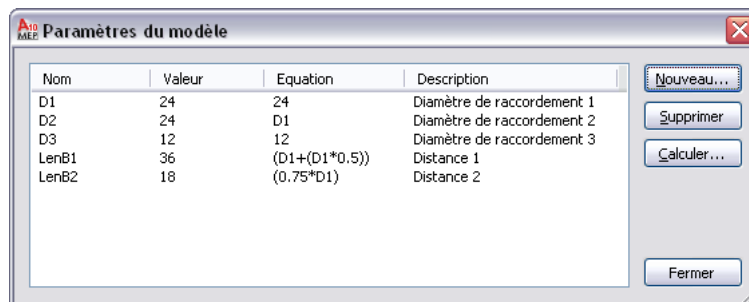 A10 MEP Paramètres du modèle
Nom Valeur Equation Description
D1 24 24 Diamètre de raccordement 1
D2 24 D1 Diamètre de raccordement 2
D3 12 12 Diamètre de raccordement 3
LenB1 36 (D1+(D1*0.5)) Distance 1
LenB2 18 (0.75*D1) Distance 2
Nouveau...
Supprimer
Calculer...
Fermer